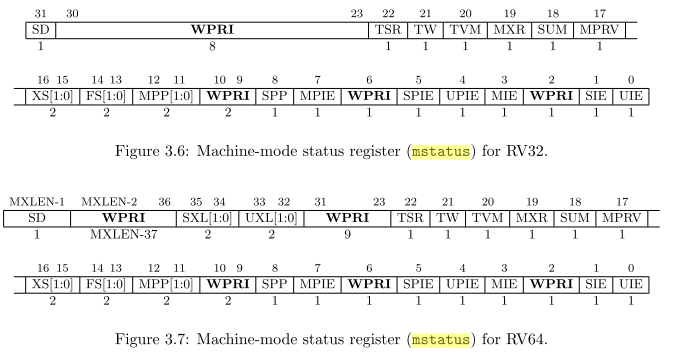 31 30 23 22 21 20 19 18 17
SD WPRI TSR TW TVM MXR SUM MPRV
1 8 1 1 1 1 1 1
16 15 14 13 12 11 10 9 8 7 6 5 4 3 2 1 0
XS[1:0] FS[1:0] MPP[1:0] WPRI SPP MPIE WPRI SPIE UPIE MIE WPRI SIE UIE
2 2 2 2 1 1 1 1 1 1 1 1 1
Figure 3.6: Machine-mode status register (mstatus) for RV32.
MXLEN-1 MXLEN-2 36 35 34 33 32 31 23 22 21 20 19 18 17
SD WPRI SXL[1:0] UXL[1:0] WPRI TSR TW TVM MXR SUM MPRV
1 MXLEN-37 2 2 9 1 1 1 1 1 1
16 15 14 13 12 11 10 9 8 7 6 5 4 3 2 1 0
XS[1:0] FS[1:0] MPP[1:0] WPRI SPP MPIE WPRI SPIE UPIE MIE WPRI SIE UIE
2 2 2 2 1 1 1 1 1 1 1 1 1
Figure 3.7: Machine-mode status register (mstatus) for RV64.